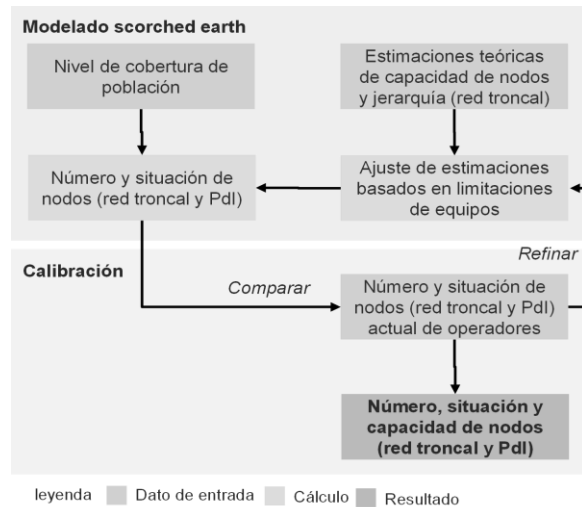 Modelado scorched earth
Nivel de cobertura de
población
Estimaciones teóricas
de capacidad de nodos
y jerarquía (red troncal)
Número y situación de
nodos (red troncal y PdI)
Ajuste de estimaciones
basados en limitaciones
de equipos
Refinar
Calibración
Comparar
Número y situación de
nodos (red troncal y PdI)
actual de operadores
Número, situación y
capacidad de nodos
(red troncal y PdI)
leyenda
Dato de entrada
Cálculo
Resultado